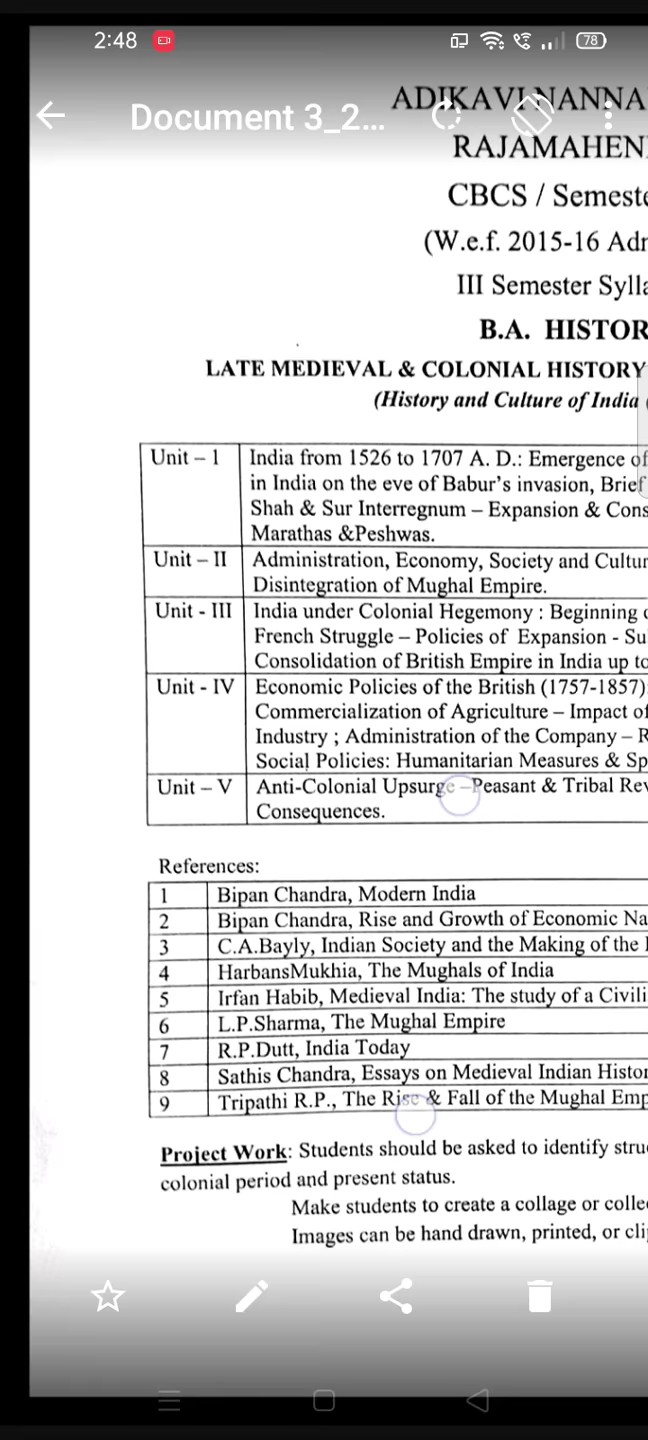 2:48
78
Document 3_2...
ADIKAVI NANNA
RAJAMAHEN
CBCS / Semeste
(W.e.f. 2015-16 Adm
III Semester Sylla
B.A. HISTOR
LATE MEDIEVAL & COLONIAL HISTORY
(History and Culture of India (
Unit – I
India from 1526 to 1707 A. D.: Emergence of
in India on the eve of Babur's invasion, Brief
Shah & Sur Interregnum – Expansion & Cons
Marathas &Peshwas.
Unit – II
Administration, Economy, Society and Cultur
Disintegration of Mughal Empire.
Unit - III
India under Colonial Hegemony : Beginning
French Struggle – Policies of Expansion - Su
Consolidation of British Empire in India up to
Unit - IV
Economic Policies of the British (1757-1857):
Commercialization of Agriculture – Impact of
Industry ; Administration of the Company – R
Social Policies: Humanitarian Measures & Sp
Unit – V
Anti-Colonial Upsurge –Peasant & Tribal Rev
Consequences.
References:
1 Bipan Chandra, Modern India
2 Bipan Chandra, Rise and Growth of Economic Na
3 C.A.Bayly, Indian Society and the Making of the
4 HarbansMukhia, The Mughals of India
5 Irfan Habib, Medieval India: The study of a Civili
6 L.P.Sharma, The Mughal Empire
7 R.P.Dutt, India Today
8 Sathis Chandra, Essays on Medieval Indian Histor
9 Tripathi R.P., The Rise & Fall of the Mughal Emp
Project Work: Students should be asked to identify stru
colonial period and present status.
Make students to create a collage or colle
Images can be hand drawn, printed, or cli